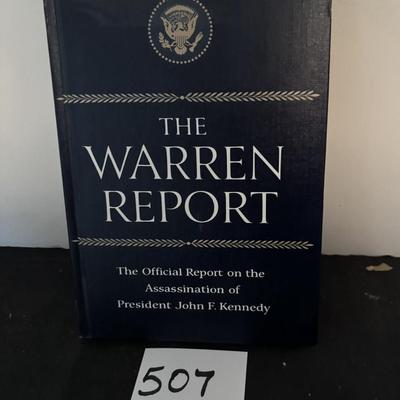 THE
WARREN
REPORT
The Official Report on the
Assassination of
President John F. Kennedy
507